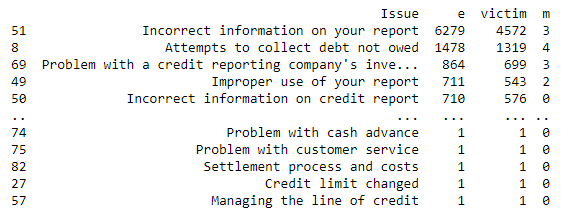 Issue e victim m
51 Incorrect information on your report 6279 4572 3
8 Attempts to collect debt not owed 1478 1319 4
69 Problem with a credit reporting company's inve... 864 699 3
49 Improper use of your report 711 543 2
50 Incorrect information on credit report 710 576 0
.. ... ... ... ..
74 Problem with cash advance 1 1 0
75 Problem with customer service 1 1 0
82 Settlement process and costs 1 1 0
27 Credit limit changed 1 1 0
57 Managing the line of credit 1 1 0